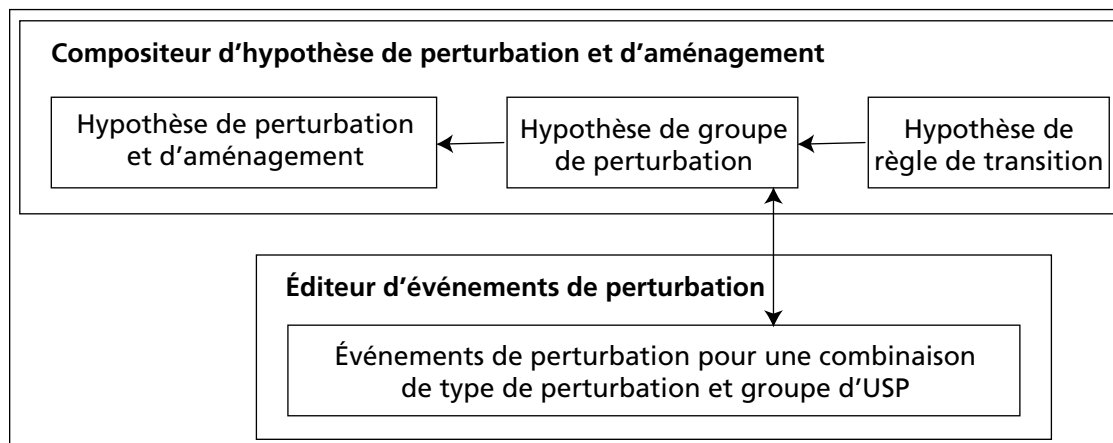 Compositeur d’hypothèse de perturbation et d’aménagement
Hypothèse de perturbation
et d’aménagement
Hypothèse de groupe
de perturbation
Hypothèse de
règle de transition
Éditeur d’événements de perturbation
Événements de perturbation pour une combinaison
de type de perturbation et groupe d’USP